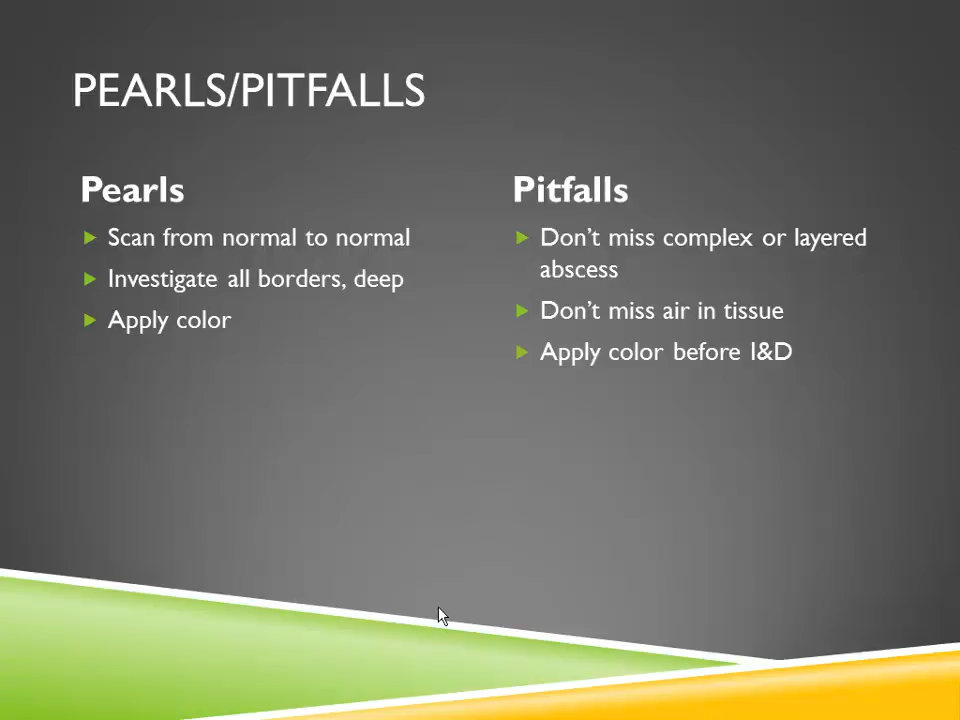 PEARLS/PITFALLS
Pearls
Scan from normal to normal
Investigate all borders, deep
Apply color
Pitfalls
Don’t miss complex or layered
abscess
Don’t miss air in tissue
Apply color before I&D